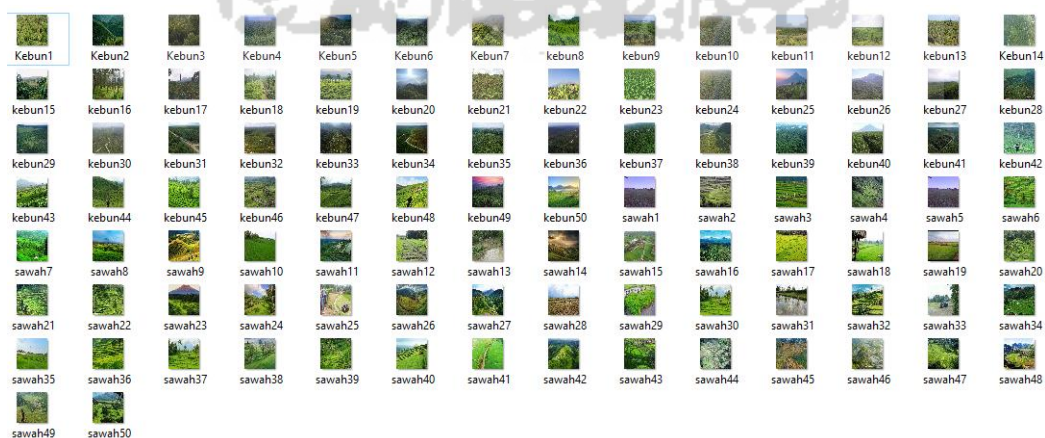 Kebun1 Kebun2 Kebun3 Kebun4 Kebun5 Kebun6 Kebun7 kebun8 kebun9 kebun10 kebun11 kebun12 kebun13 Kebun14
kebun15 kebun16 kebun17 kebun18 kebun19 kebun20 kebun21 kebun22 kebun23 kebun24 kebun25 kebun26 kebun27 kebun28
kebun29 kebun30 kebun31 kebun32 kebun33 kebun34 kebun35 kebun36 kebun37 kebun38 kebun39 kebun40 kebun41 kebun42
kebun43 kebun44 kebun45 kebun46 kebun47 kebun48 kebun49 kebun50 sawah1 sawah2 sawah3 sawah4 sawah5 sawah6
sawah7 sawah8 sawah9 sawah10 sawah11 sawah12 sawah13 sawah14 sawah15 sawah16 sawah17 sawah18 sawah19 sawah20
sawah21 sawah22 sawah23 sawah24 sawah25 sawah26 sawah27 sawah28 sawah29 sawah30 sawah31 sawah32 sawah33 sawah34
sawah35 sawah36 sawah37 sawah38 sawah39 sawah40 sawah41 sawah42 sawah43 sawah44 sawah45 sawah46 sawah47 sawah48
sawah49 sawah50